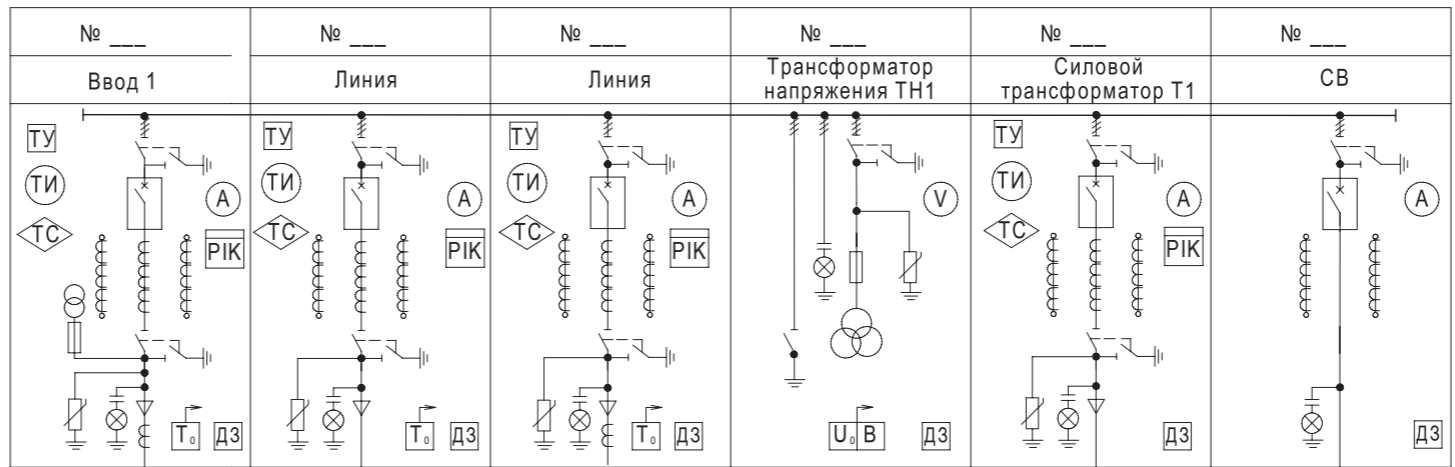 № ___
№ ___
№ ___
№ ___
№ ___
№ ___
Ввод 1
Линия
Линия
Трансформатор
напряжения ТН1
Силовой
трансформатор Т1
СВ
ТУ
ТИ
ТС
А
PIK
T₀
ДЗ
ТУ
ТИ
ТС
А
PIK
T₀
ДЗ
ТУ
ТИ
ТС
А
PIK
T₀
ДЗ
V
U₀ B
ДЗ
ТУ
ТИ
ТС
А
PIK
ДЗ
А
ДЗ